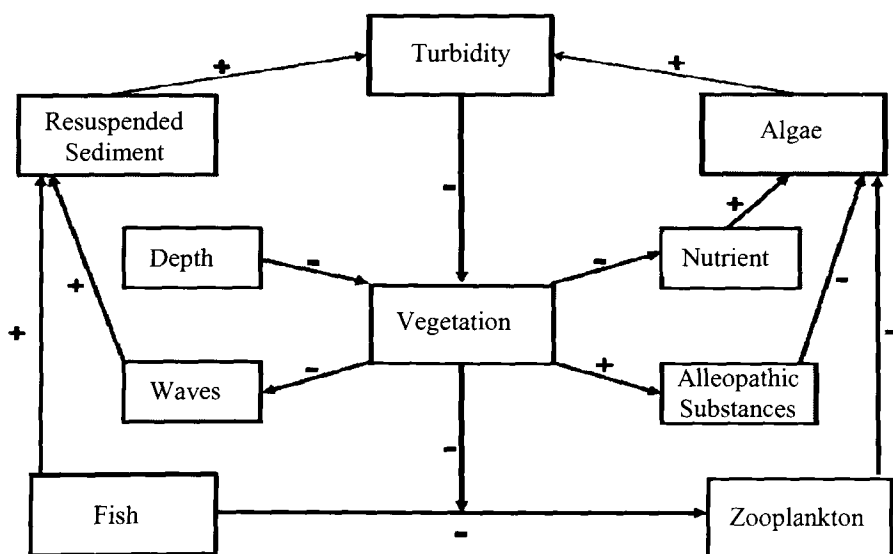 Turbidity
+
+
Resuspended
Sediment
Algae
-
+
Depth
-
-
Nutrient
+
-
Vegetation
+
-
-
+
Waves
-
+
Alleopathic
Substances
Fish
-
Zooplankton